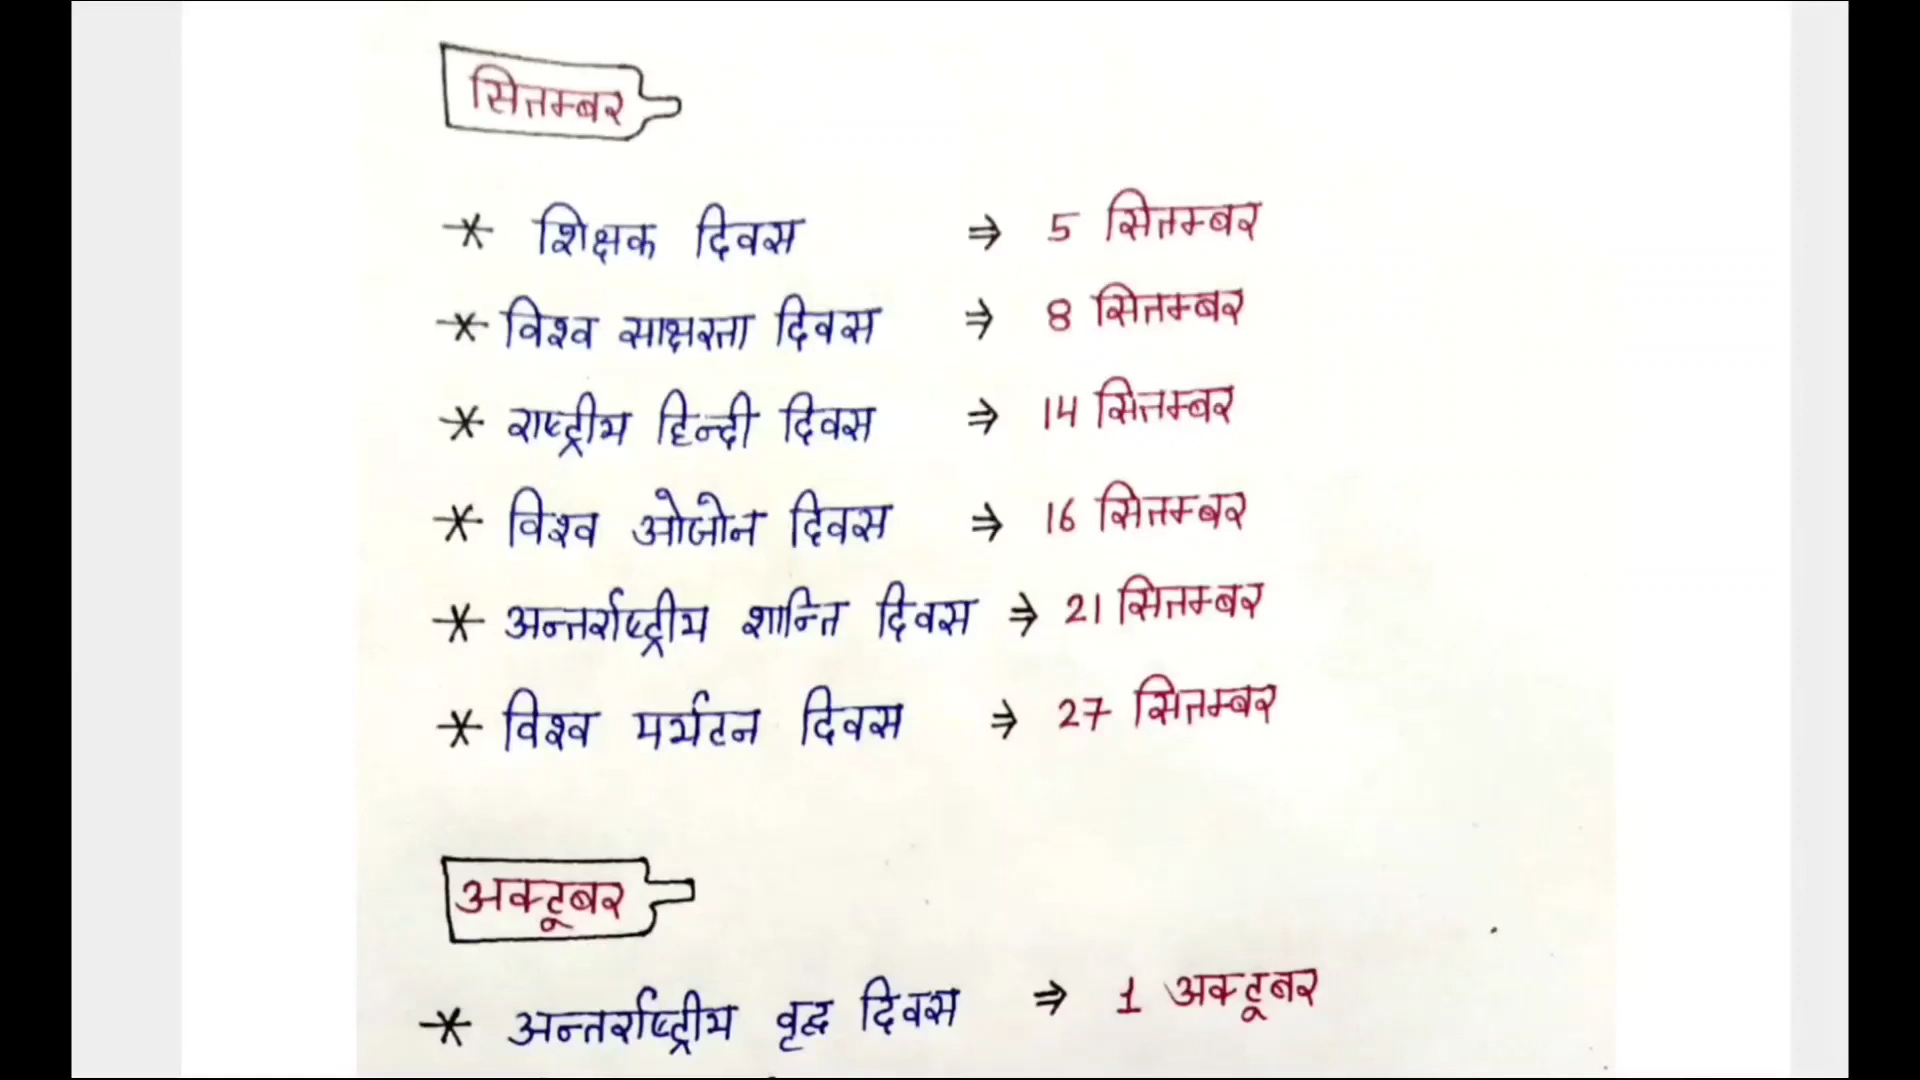 सितम्बर
* शिक्षक दिवस ⇒ 5 सितम्बर
* विश्व साक्षरता दिवस ⇒ 8 सितम्बर
* राष्ट्रीय हिन्दी दिवस ⇒ 14 सितम्बर
* विश्व ओजोन दिवस ⇒ 16 सितम्बर
* अन्तर्राष्ट्रीय शान्ति दिवस ⇒ 21 सितम्बर
* विश्व पर्यटन दिवस ⇒ 27 सितम्बर
अक्टूबर
* अन्तर्राष्ट्रीय वृद्ध दिवस ⇒ 1 अक्टूबर